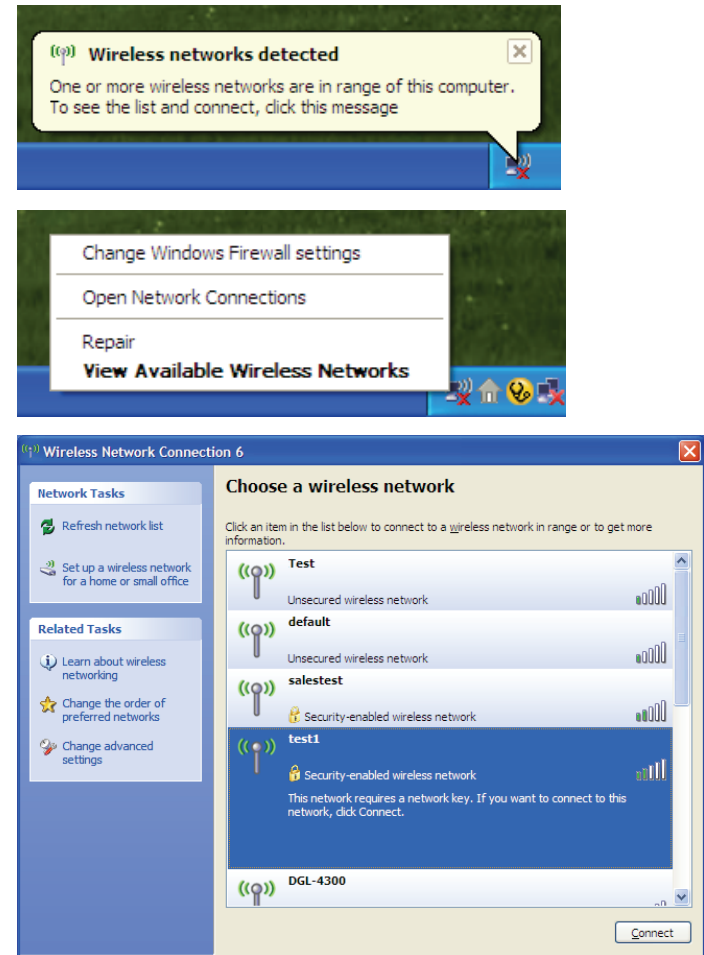 Wireless networks detected
One or more wireless networks are in range of this computer.
To see the list and connect, click this message
Change Windows Firewall settings
Open Network Connections
Repair
View Available Wireless Networks
Wireless Network Connection 6
Network Tasks
Refresh network list
Set up a wireless network
for a home or small office
Related Tasks
Learn about wireless
networking
Change the order of
preferred networks
Change advanced
settings
Choose a wireless network
Click an item in the list below to connect to a wireless network in range or to get more
information.
Test
Unsecured wireless network
default
Unsecured wireless network
salestest
Security-enabled wireless network
test1
Security-enabled wireless network
This network requires a network key. If you want to connect to this
network, click Connect.
DGL-4300
Connect